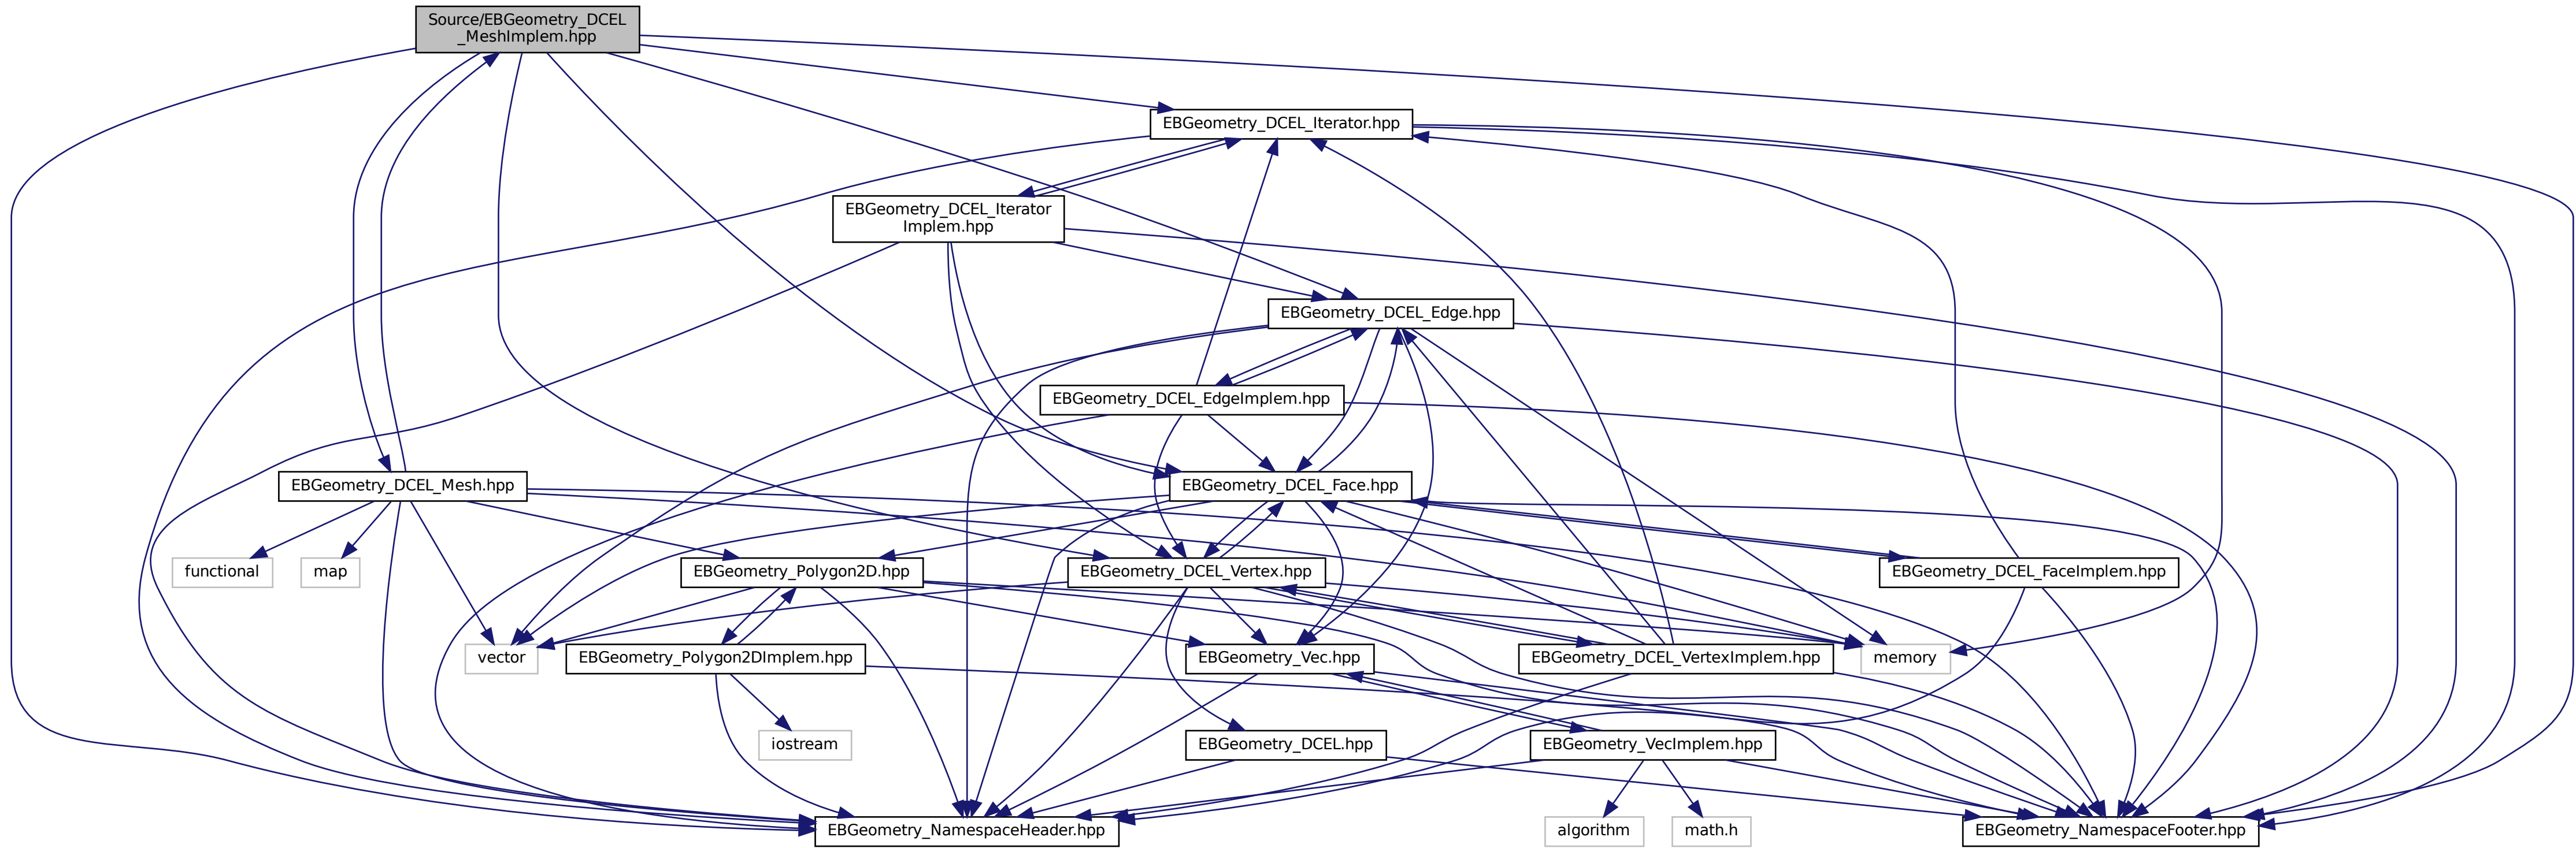 Source/EBGeometry_DCEL
_MeshImplem.hpp
EBGeometry_DCEL_Iterator.hpp
EBGeometry_DCEL_Iterator
Implem.hpp
EBGeometry_DCEL_Edge.hpp
EBGeometry_DCEL_EdgeImplem.hpp
EBGeometry_DCEL_Mesh.hpp
EBGeometry_DCEL_Face.hpp
functional
map
EBGeometry_Polygon2D.hpp
EBGeometry_DCEL_Vertex.hpp
EBGeometry_DCEL_FaceImplem.hpp
vector
EBGeometry_Polygon2DImplem.hpp
EBGeometry_Vec.hpp
EBGeometry_DCEL_VertexImplem.hpp
memory
iostream
EBGeometry_DCEL.hpp
EBGeometry_VecImplem.hpp
EBGeometry_NamespaceHeader.hpp
algorithm
math.h
EBGeometry_NamespaceFooter.hpp